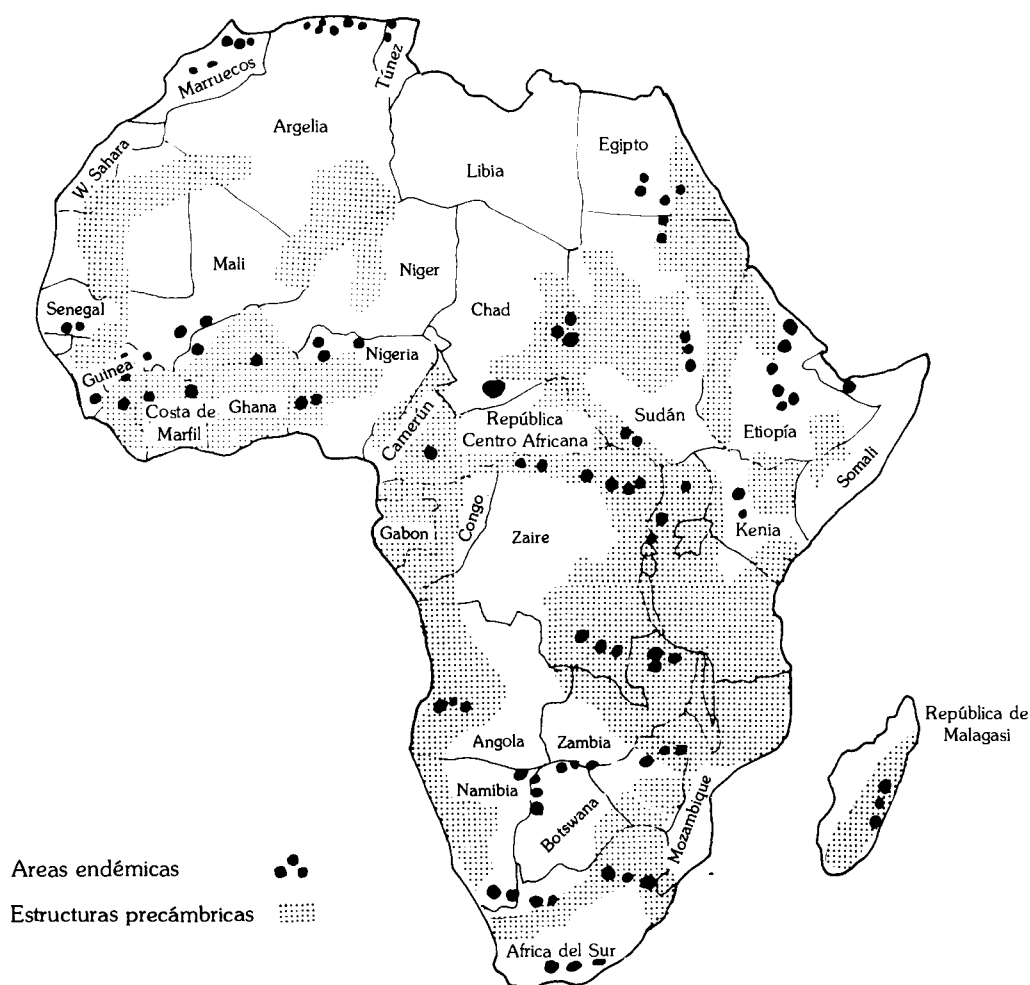 Marruecos
Túnez
Argelia
Libia
Egipto
W. Sahara
Mali
Niger
Chad
Senegal
Guinea
Costa de
Marfil
Ghana
Nigeria
Camerún
República
Centro Africana
Sudán
Etiopía
Somali
Gabon
Congo
Zaire
Kenia
Angola
Zambia
República de
Malagasi
Namibia
Botswana
Mozambique
Africa del Sur
Areas endémicas
Estructuras precámbricas